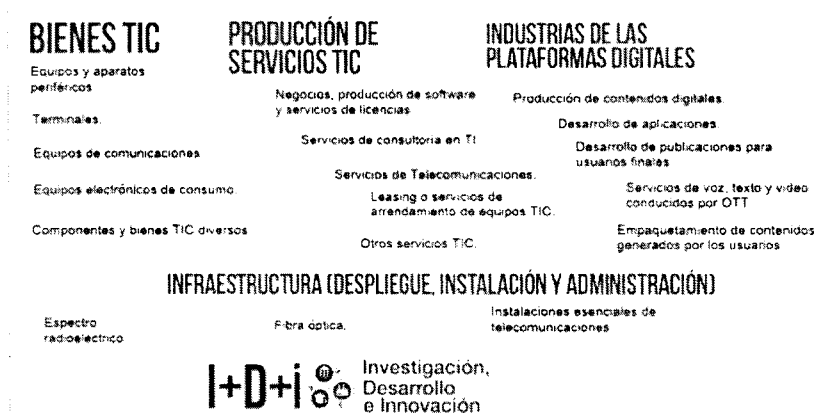 BIENES TIC
Equipos y aparatos
periféricos
Terminales.
Equipos de comunicaciones
Equipos electrónicos de consumo.
Componentes y bienes TIC diversos
PRODUCCIÓN DE
SERVICIOS TIC
Negocios, producción de software
y servicios de licencias
Servicios de consultoría en TI
Servicios de Telecomunicaciones.
Leasing o servicios de
arrendamiento de equipos TIC.
Otros servicios TIC.
INDUSTRIAS DE LAS
PLATAFORMAS DIGITALES
Producción de contenidos digitales.
Desarrollo de aplicaciones.
Desarrollo de publicaciones para
usuarios finales
Servicios de voz, texto y video
conducidos por OTT
Empaquetamiento de contenidos
generados por los usuarios
INFRAESTRUCTURA (DESPLIEGUE, INSTALACIÓN Y ADMINISTRACIÓN)
Espectro
radioeléctrico
Fibra óptica.
Instalaciones esenciales de
telecomunicaciones
I+D+i
Investigación,
Desarrollo
e Innovación